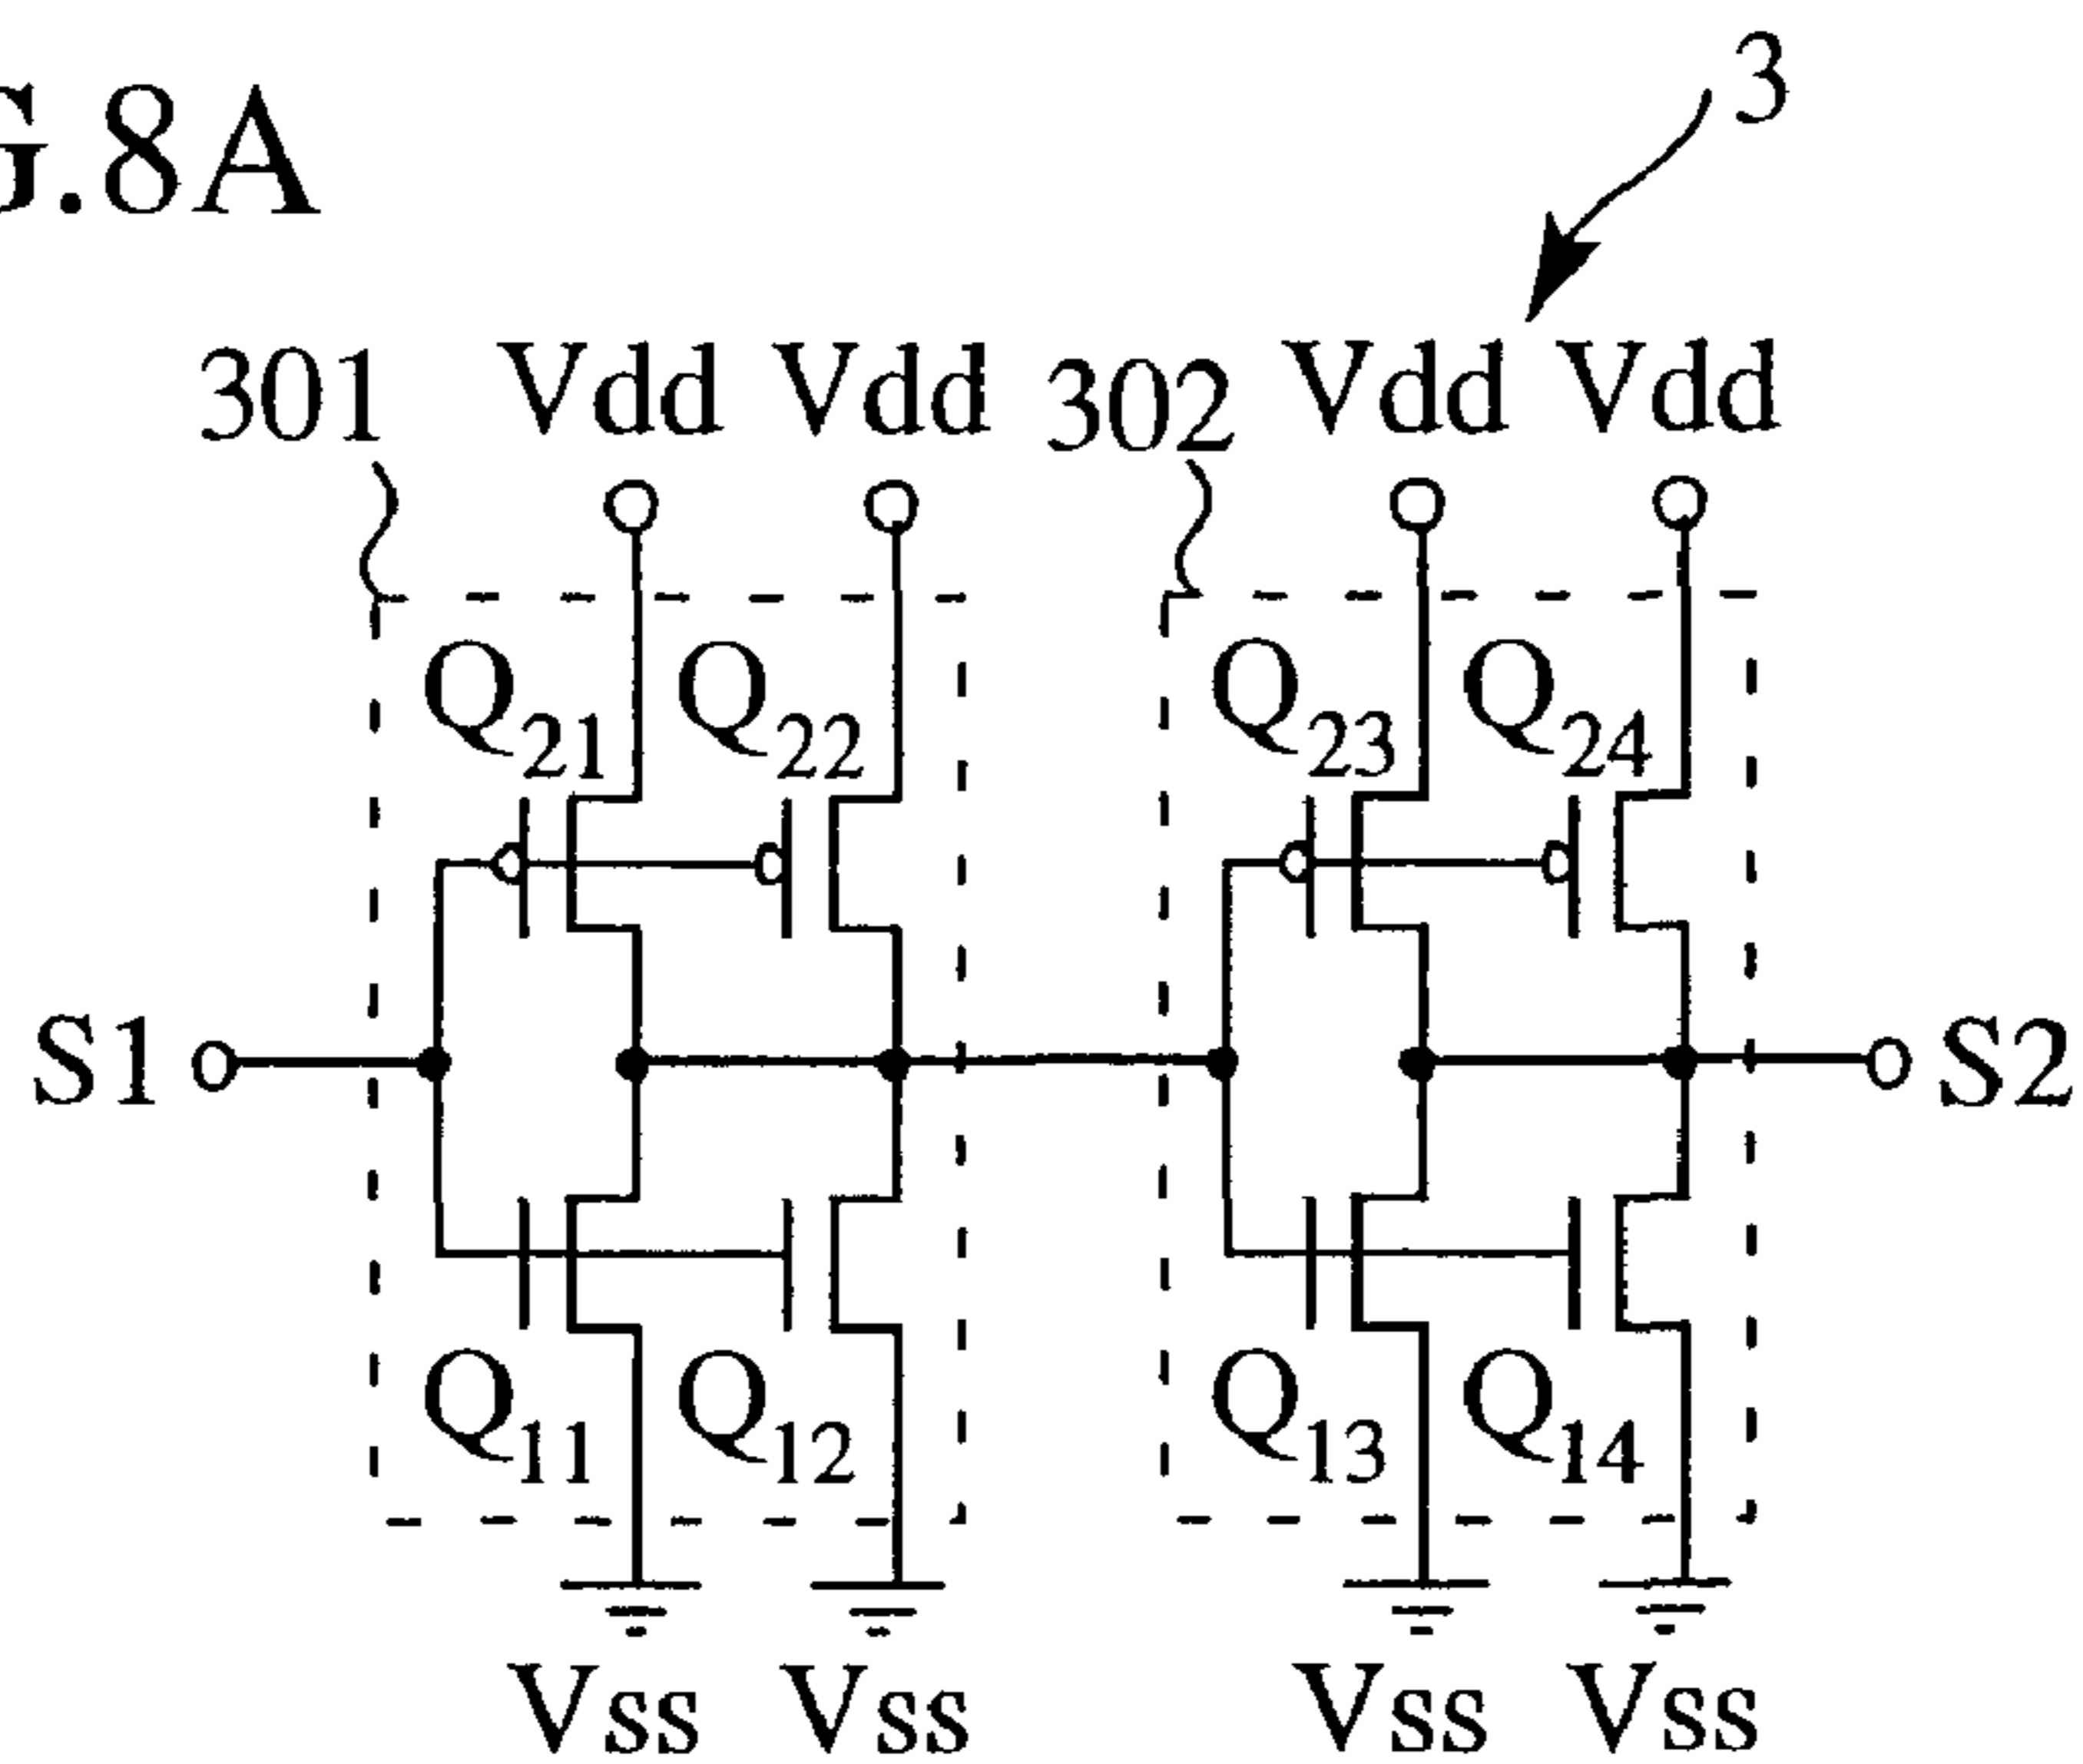 G.8A
3
301 Vdd Vdd 302 Vdd Vdd
Q21 Q22 Q23 Q24
S1 S2
Q11 Q12 Q13 Q14
Vss Vss Vss Vss